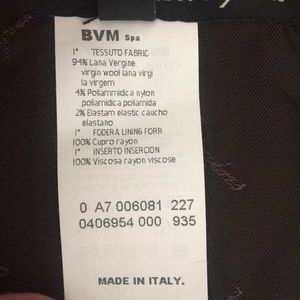 BVM Spa
1° TESSUTO FABRIC
94% Lana Vergine
virgin wool lana virgi
la virgem
4% Poliammidica nylon
poliamidica poliamida
2% Elastam elastic caucho
elastano
1° FODERA LINING FORR
100% Cupro rayon
1° INSERTO INSERCION
100% Viscosa rayon viscose
0 A7 006081 227
0406954 000 935
MADE IN ITALY.